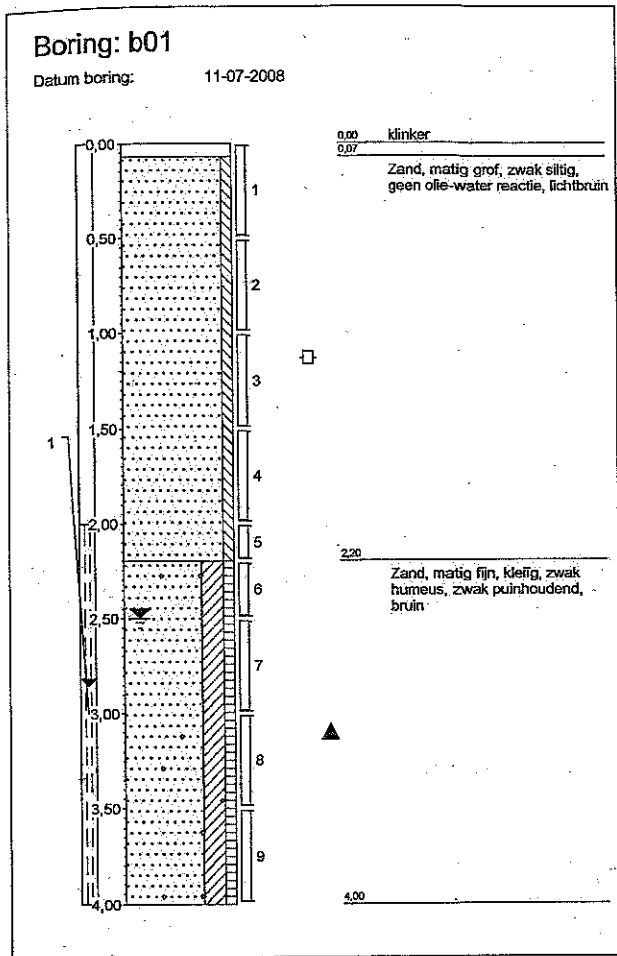 Boring: b01
Datum boring: 11-07-2008
0,00
0,50
1,00
1,50
2,00
2,50
3,00
3,50
4,00
1
1
2
3
4
5
6
7
8
9
0,00 klinker
0,07
Zand, matig grof, zwak siltig,
geen olie-water reactie, lichtbruin
2,20
Zand, matig fijn, kleiïg, zwak
humeus, zwak puinhoudend,
bruin
4,00